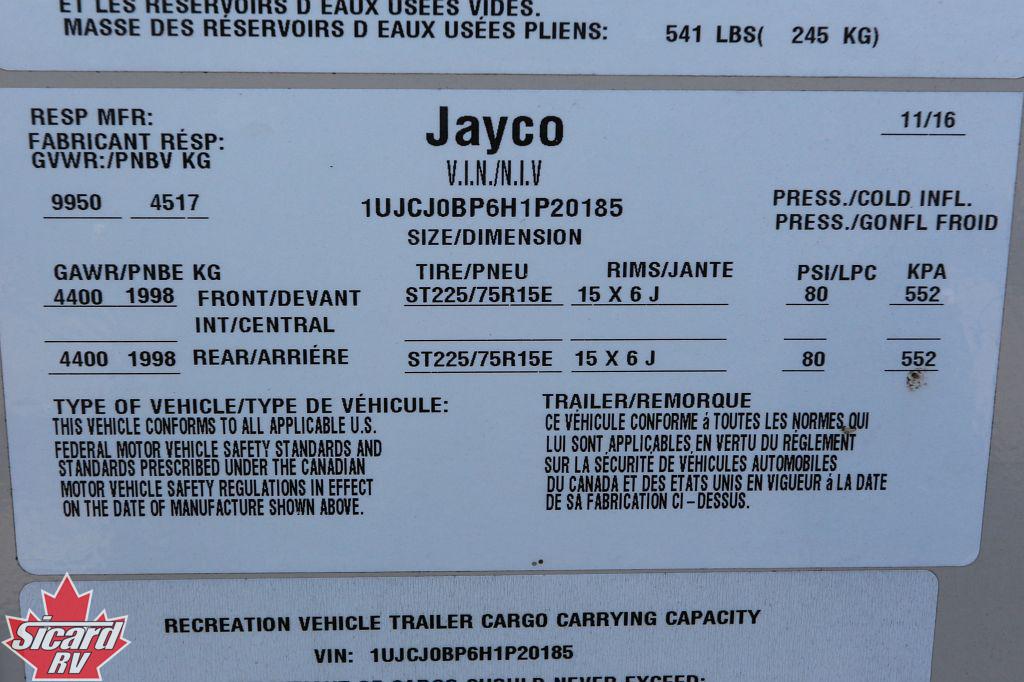 ET LES RÉSERVOIRS D EAUX USÉES VIDES.
MASSE DES RÉSERVOIRS D EAUX USÉES PLIENS: 541 LBS( 245 KG)
RESP MFR: Jayco 11/16
FABRICANT RÉSP:
GVWR:/PNBV KG V.I.N./N.I.V
9950 4517 1UJCJ0BP6H1P20185 PRESS./COLD INFL.
SIZE/DIMENSION PRESS./GONFL FROID
GAWR/PNBE KG TIRE/PNEU RIMS/JANTE PSI/LPC KPA
4400 1998 FRONT/DEVANT ST225/75R15E 15 X 6 J 80 552
INT/CENTRAL
4400 1998 REAR/ARRIÉRE ST225/75R15E 15 X 6 J 80 552
TYPE OF VEHICLE/TYPE DE VÉHICULE: TRAILER/REMORQUE
THIS VEHICLE CONFORMS TO ALL APPLICABLE U.S.
FEDERAL MOTOR VEHICLE SAFETY STANDARDS AND
STANDARDS PRESCRIBED UNDER THE CANADIAN
MOTOR VEHICLE SAFETY REGULATIONS IN EFFECT
ON THE DATE OF MANUFACTURE SHOWN ABOVE.
CE VÉHICULE CONFORME á TOUTES LES NORMES QUI
LUI SONT APPLICABLES EN VERTU DU RÉGLEMENT
SUR LA SÉCURITÉ DE VÉHICULES AUTOMOBILES
DU CANADA ET DES ETATS UNIS EN VIGUEUR á LA DATE
DE SA FABRICATION CI-DESSUS.
RECREATION VEHICLE TRAILER CARGO CARRYING CAPACITY
VIN: 1UJCJ0BP6H1P20185
OF CARGO SHOULD NEVER EXCEED:
Sicard
RV